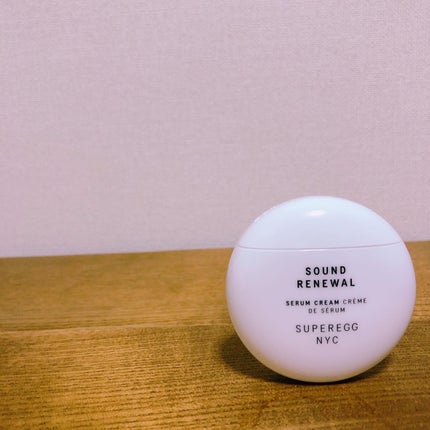 SOUND
RENEWAL
SERUM CREAM CRÈME
DE SÉRUM
SUPEREGG
NYC